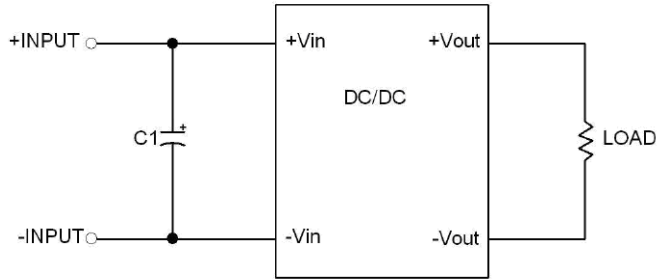 +INPUT +Vin +Vout
DC/DC
C1 + LOAD
-INPUT -Vin -Vout